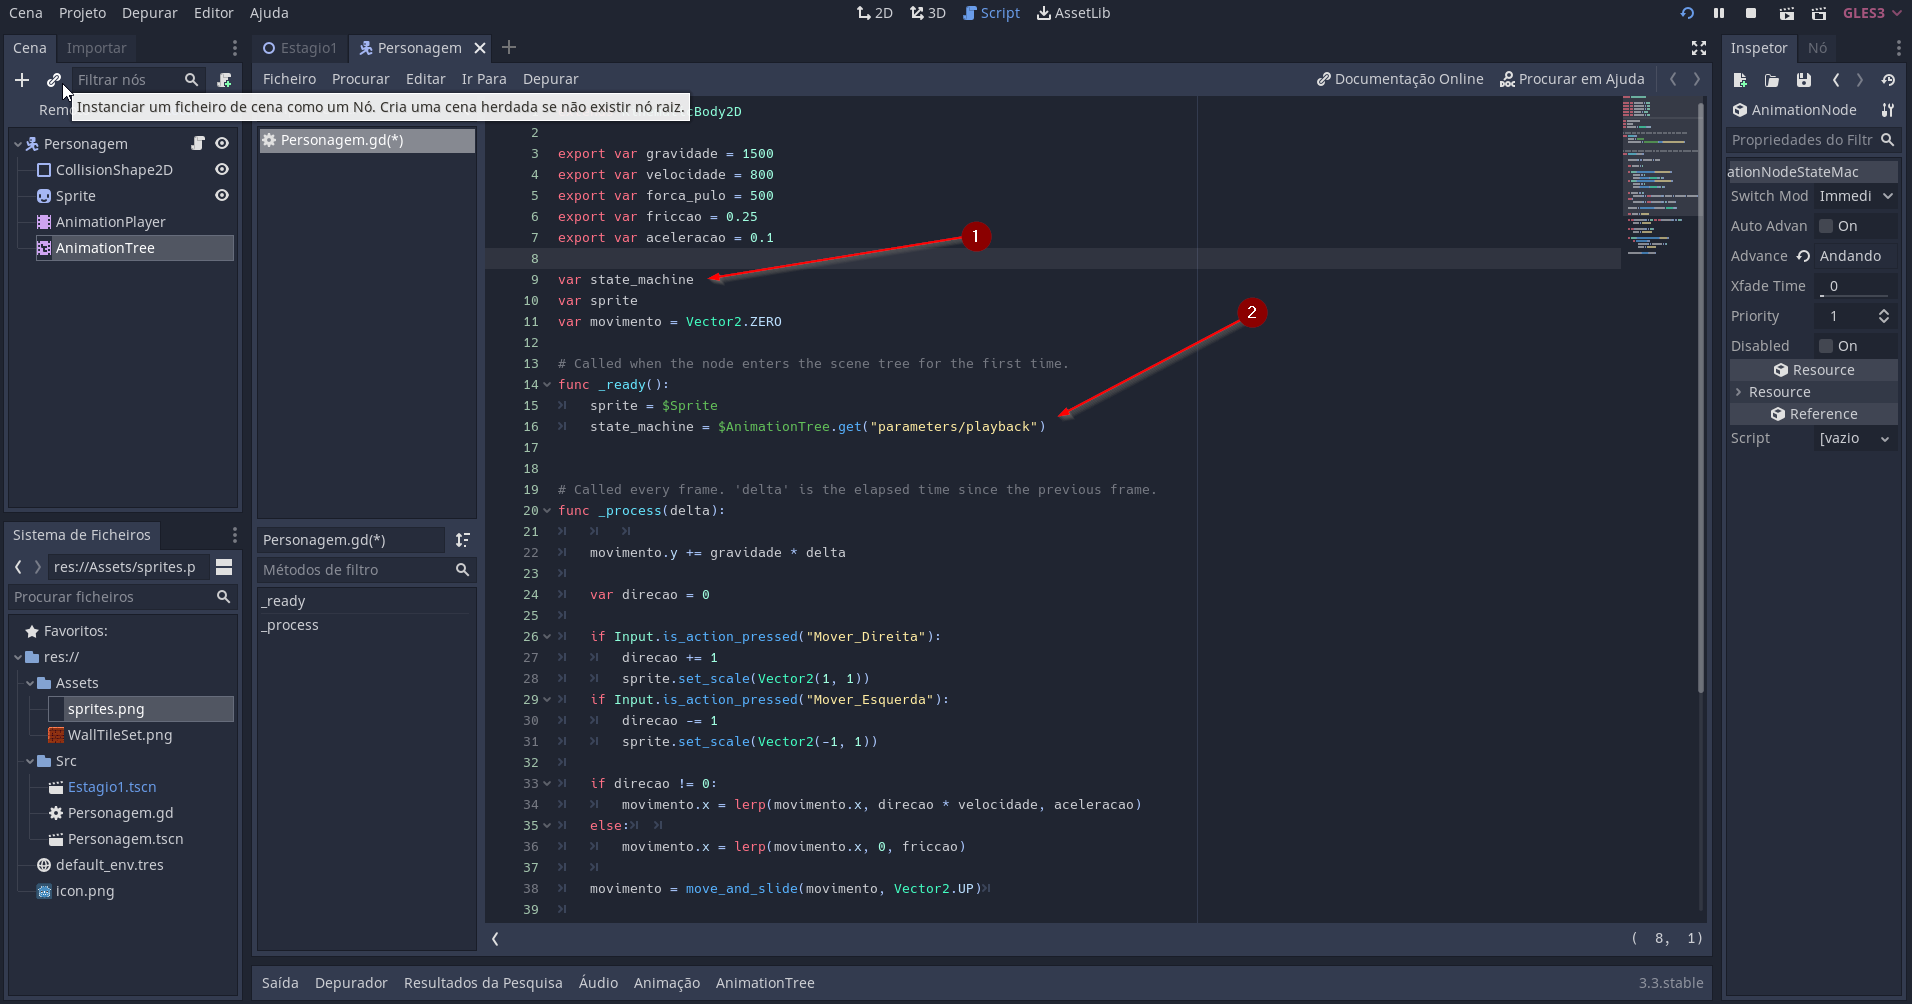 Cena Projeto Depurar Editor Ajuda
2D 3D Script AssetLib
GLES3
Cena Importar
Filtrar nós
Instanciar um ficheiro de cena como um Nó. Cria uma cena herdada se não existir nó raiz.
Personagem
CollisionShape2D
Sprite
AnimationPlayer
AnimationTree
Sistema de Ficheiros
res://Assets/sprites.p
Procurar ficheiros
Favoritos:
res://
Assets
sprites.png
WallTileSet.png
Src
Estagio1.tscn
Personagem.gd
Personagem.tscn
default_env.tres
icon.png
Estagio1 Personagem
Ficheiro Procurar Editar Ir Para Depurar
Documentação Online Procurar em Ajuda
Personagem.gd(*)
Personagem.gd(*)
Métodos de filtro
_ready
_process
Body2D
2
3 export var gravidade = 1500
4 export var velocidade = 800
5 export var forca_pulo = 500
6 export var friccao = 0.25
7 export var aceleracao = 0.1
1
8
9 var state_machine
10 var sprite
2
11 var movimento = Vector2.ZERO
12
13 # Called when the node enters the scene tree for the first time.
14 func _ready():
15 sprite = $Sprite
16 state_machine = $AnimationTree.get("parameters/playback")
17
18
19 # Called every frame. 'delta' is the elapsed time since the previous frame.
20 func _process(delta):
21
22 movimento.y += gravidade * delta
23
24 var direcao = 0
25
26 if Input.is_action_pressed("Mover_Direita"):
27 direcao += 1
28 sprite.set_scale(Vector2(1, 1))
29 if Input.is_action_pressed("Mover_Esquerda"):
30 direcao -= 1
31 sprite.set_scale(Vector2(-1, 1))
32
33 if direcao != 0:
34 movimento.x = lerp(movimento.x, direcao * velocidade, aceleracao)
35 else:
36 movimento.x = lerp(movimento.x, 0, friccao)
37
38 movimento = move_and_slide(movimento, Vector2.UP)
39
( 8, 1)
Saída Depurador Resultados da Pesquisa Áudio Animação AnimationTree
3.3.stable
Inspetor Nó
AnimationNode
Propriedades do Filtr
ationNodeStateMac
Switch Mod Immedi
Auto Advan On
Advance Andando
Xfade Time 0
Priority 1
Disabled On
Resource
Resource
Reference
Script [vazio